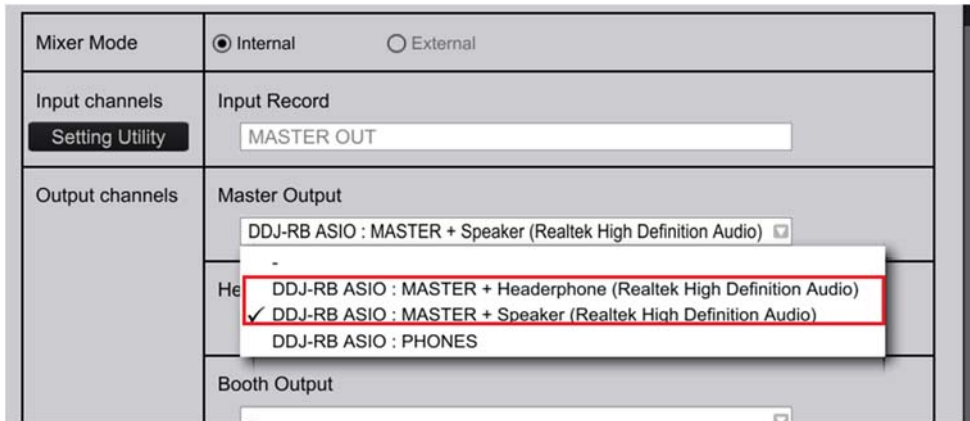 Mixer Mode
Internal
External
Input channels
Input Record
Setting Utility
MASTER OUT
Output channels
Master Output
DDJ-RB ASIO : MASTER + Speaker (Realtek High Definition Audio)
-
He
DDJ-RB ASIO : MASTER + Headerphone (Realtek High Definition Audio)
DDJ-RB ASIO : MASTER + Speaker (Realtek High Definition Audio)
DDJ-RB ASIO : PHONES
Booth Output